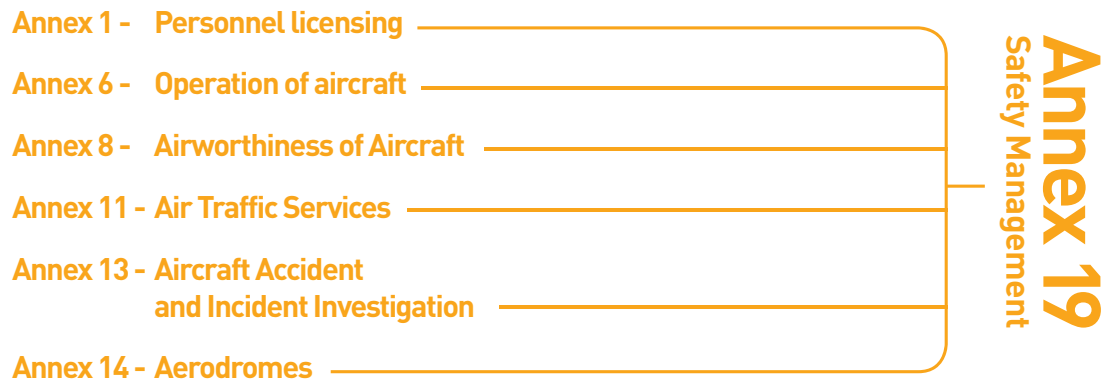 Annex 1 - Personnel licensing
Annex 6 - Operation of aircraft
Annex 8 - Airworthiness of Aircraft
Annex 11 - Air Traffic Services
Annex 13 - Aircraft Accident
and Incident Investigation
Annex 14 - Aerodromes
Annex 19
Safety Management